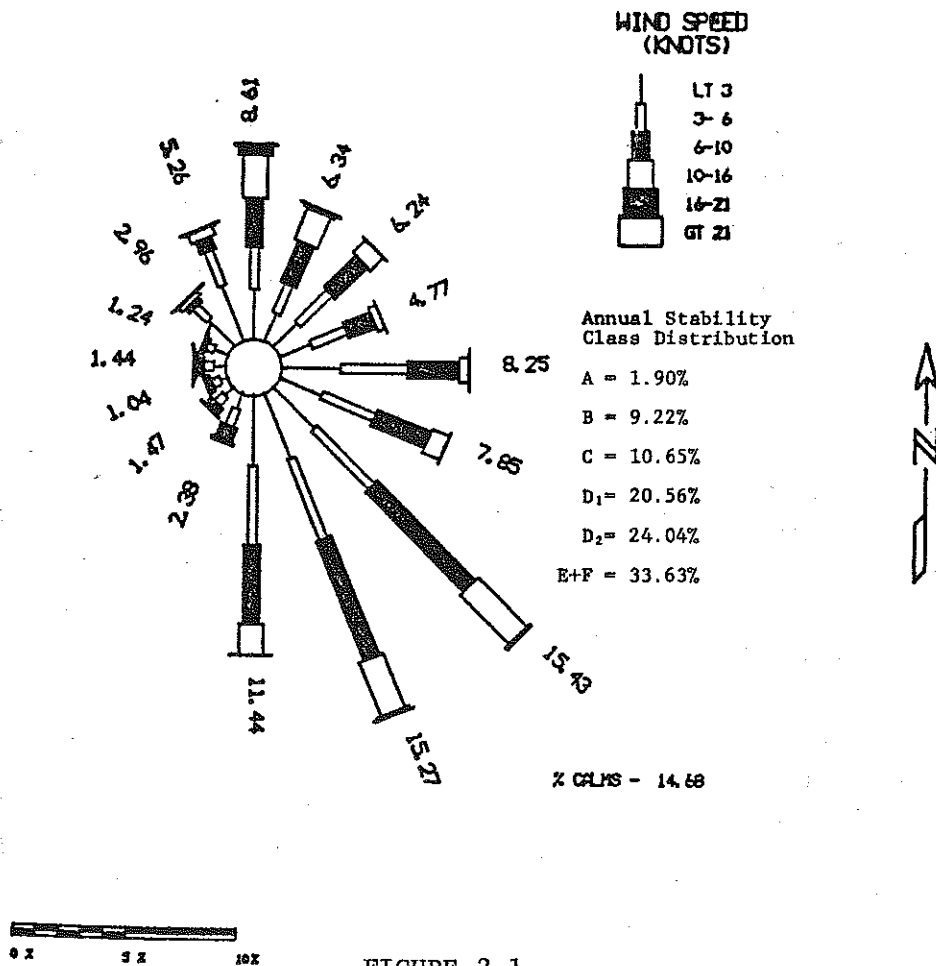 WIND SPEED
(KNOTS)
LT 3
3- 6
6-10
10-16
16-21
GT 21
8.61
5.26
6.34
2.96
6.24
1.24
4.77
1.44
8.25
1.04
1.47
7.85
2.38
15.43
11.44
15.27
Annual Stability
Class Distribution
A = 1.90%
B = 9.22%
C = 10.65%
D₁= 20.56%
D₂= 24.04%
E+F = 33.63%
N
% CALMS - 14.68
0 % 5 % 10%
FIGURE 2-1